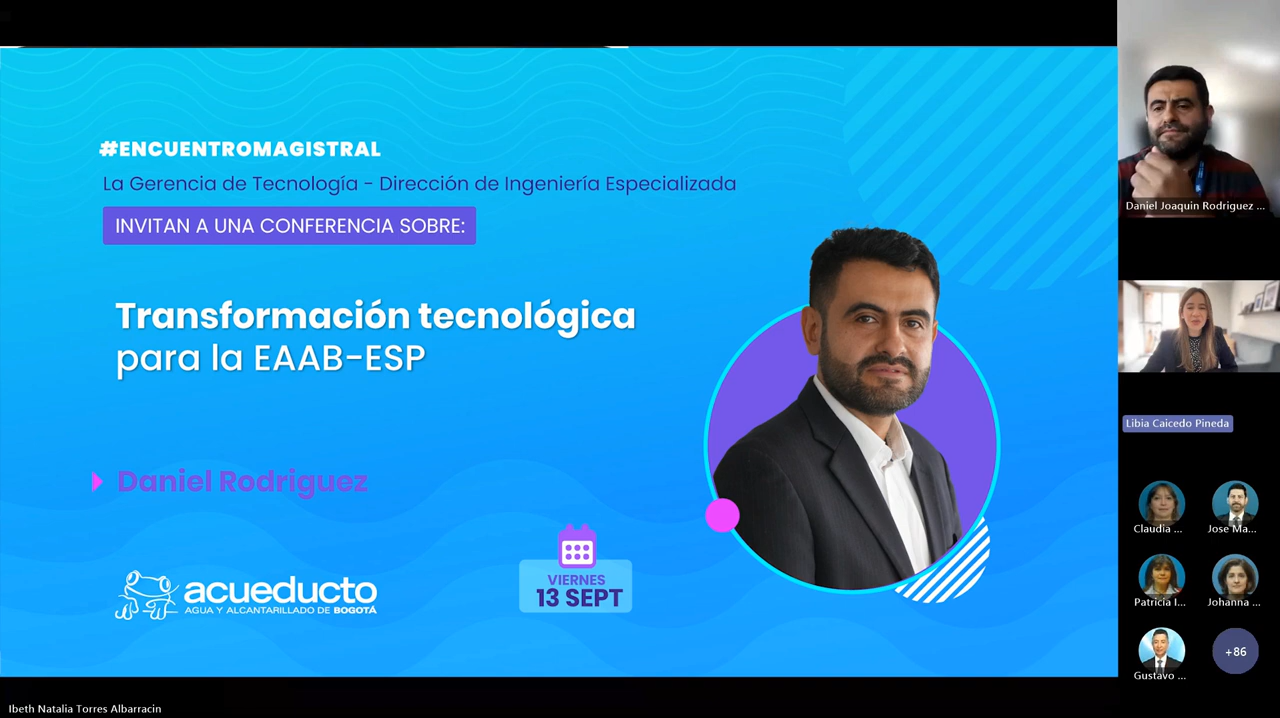 #ENCUENTROMAGISTRAL
La Gerencia de Tecnología - Dirección de Ingeniería Especializada
INVITAN A UNA CONFERENCIA SOBRE:
Transformación tecnológica
para la EAAB-ESP
Daniel Rodriguez
acueducto
AGUA Y ALCANTARILLADO DE BOGOTÁ
VIERNES
13 SEPT
Daniel Joaquin Rodriguez ...
Libia Caicedo Pineda
Claudia ...
Jose Ma...
Patricia I...
Johanna ...
Gustavo ...
+86
Ibeth Natalia Torres Albarracin